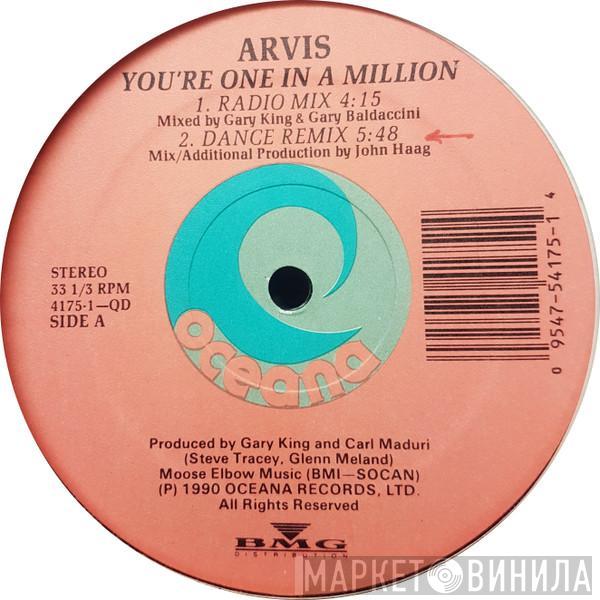 ARVIS
YOU'RE ONE IN A MILLION
1. RADIO MIX 4:15
Mixed by Gary King & Gary Baldaccini
2. DANCE REMIX 5:48
Mix/Additional Production by John Haag
STEREO
33 1/3 RPM
4175-1—QD
SIDE A
oceana
0 9547-54175-1 4
Produced by Gary King and Carl Maduri
(Steve Tracey, Glenn Meland)
Moose Elbow Music (BMI—SOCAN)
(P) 1990 OCEANA RECORDS, LTD.
All Rights Reserved
BMG
DISTRIBUTION
МАРКЕТ ВИНИЛА